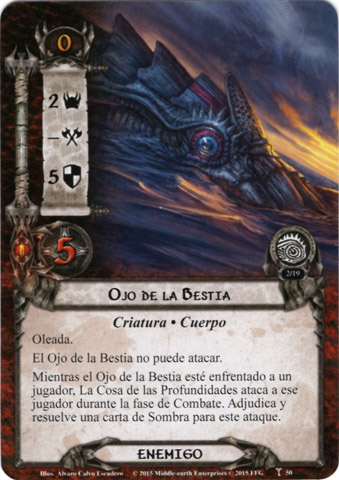 0
2
–
5
5
2/19
Ojo de la Bestia
Criatura • Cuerpo
Oleada.
El Ojo de la Bestia no puede atacar.
Mientras el Ojo de la Bestia esté enfrentado a un
jugador, La Cosa de las Profundidades ataca a ese
jugador durante la fase de Combate. Adjudica y
resuelve una carta de Sombra para este ataque.
ENEMIGO
Illus. Alvaro Calvo Escudero © 2015 Middle-earth Enterprises © 2015 FFG 50